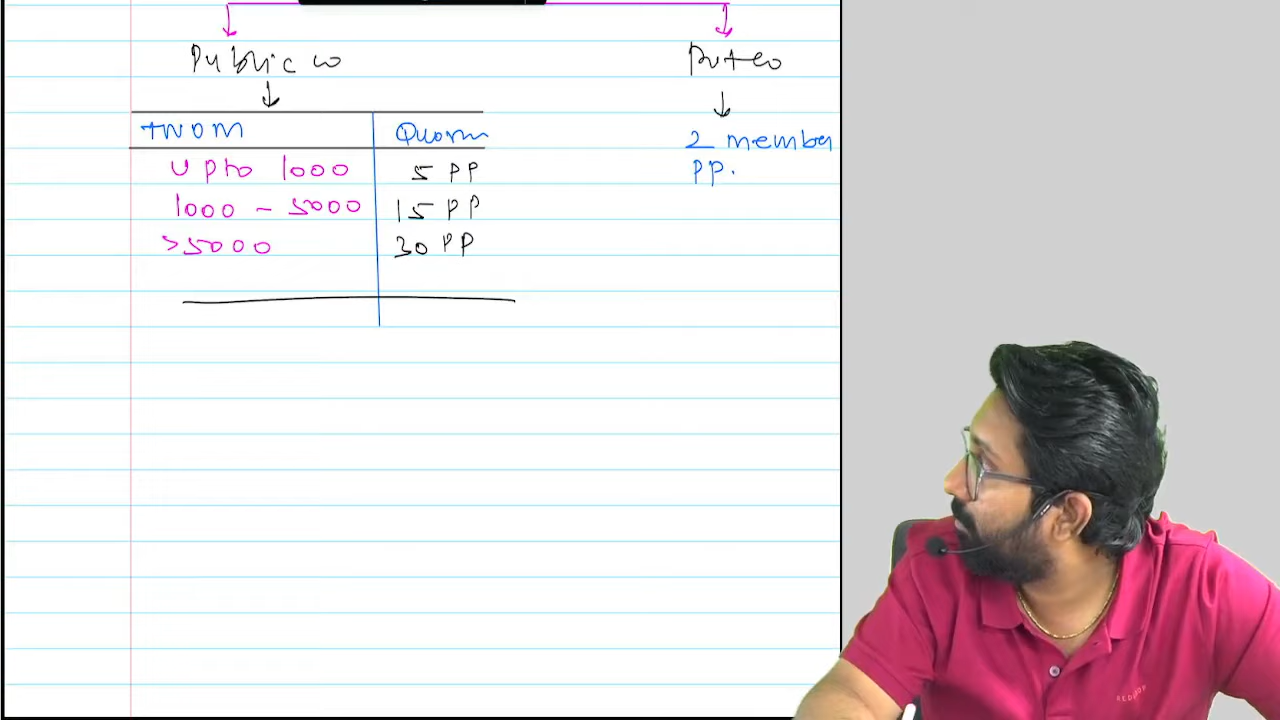 Public co
Pvt co
TNOM Quorum
Upto 1000 5 PP
1000 - 5000 15 PP
>5000 30 PP
2 member
PP.